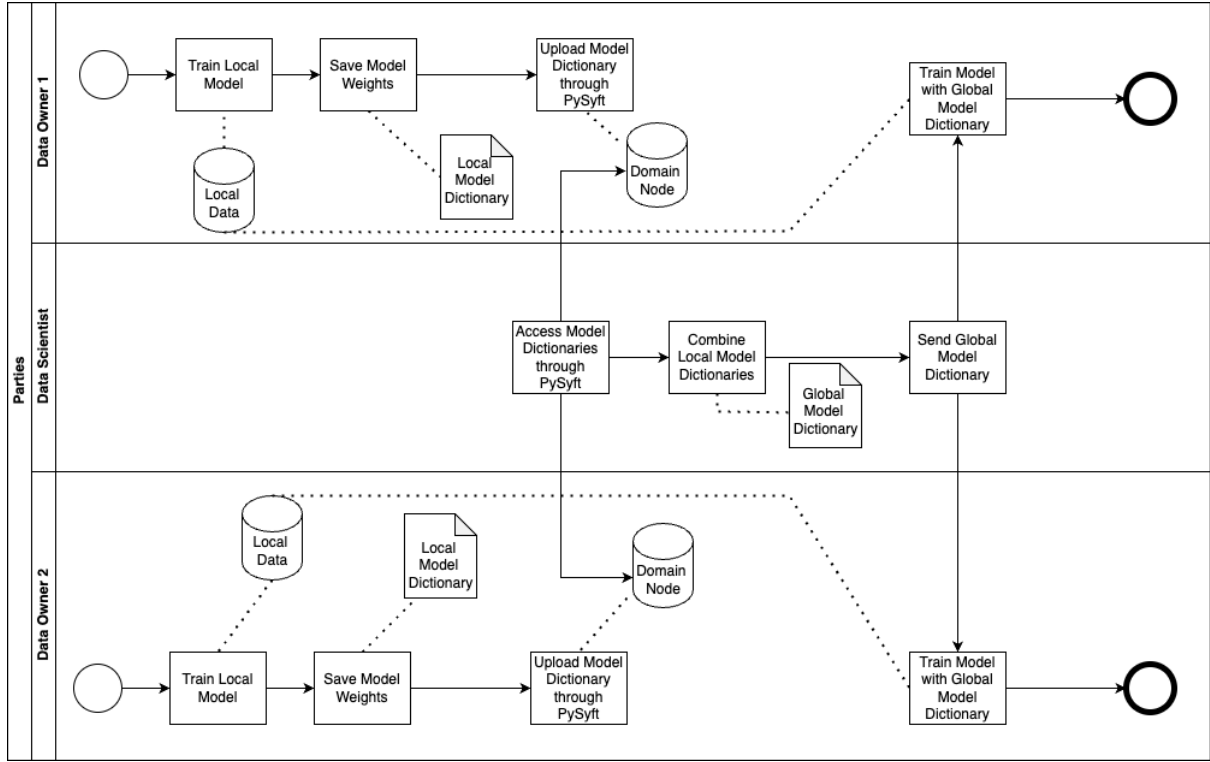 Parties
Data Owner 1
Train Local
Model
Save Model
Weights
Upload Model
Dictionary
through
PySyft
Train Model
with Global
Model
Dictionary
Local
Data
Local
Model
Dictionary
Domain
Node
Data Scientist
Access Model
Dictionaries
through
PySyft
Combine
Local Model
Dictionaries
Send Global
Model
Dictionary
Global
Model
Dictionary
Data Owner 2
Local
Data
Local
Model
Dictionary
Domain
Node
Train Local
Model
Save Model
Weights
Upload Model
Dictionary
through
PySyft
Train Model
with Global
Model
Dictionary